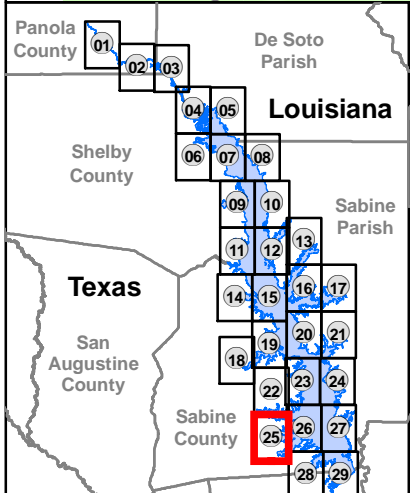 Panola
County
01
02
03
De Soto
Parish
04
05
Louisiana
Shelby
County
06
07
08
09
10
Sabine
Parish
11
12
13
Texas
14
15
16
17
San
Augustine
County
18
19
20
21
22
23
24
Sabine
County
25
26
27
28
29